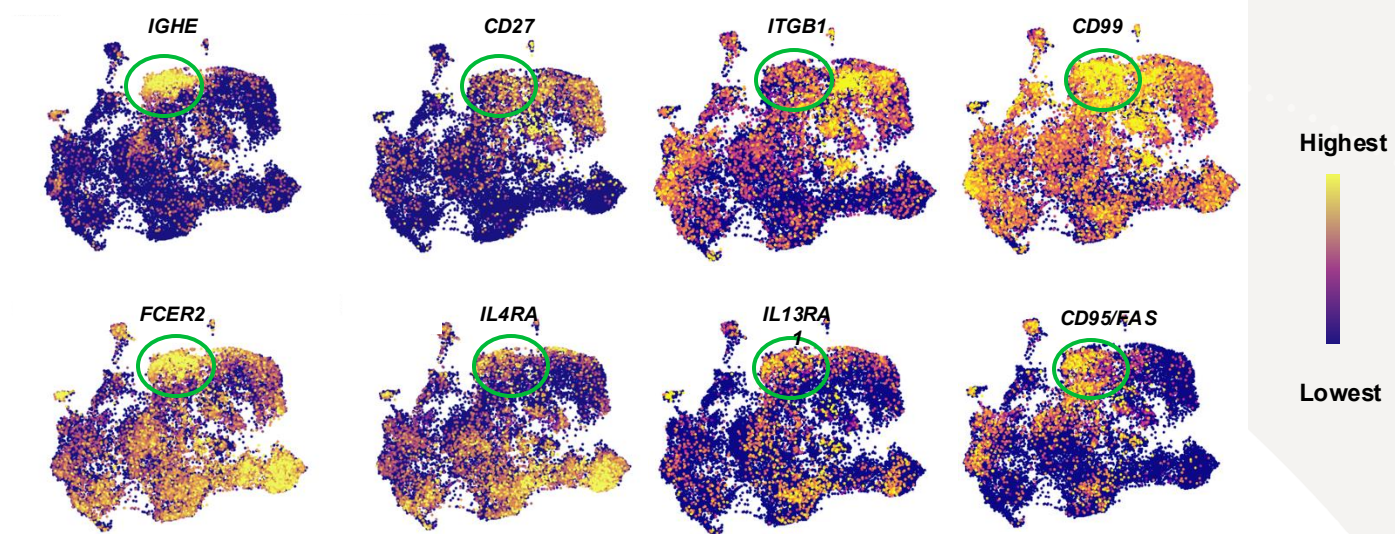 IGHE
CD27
ITGB1
CD99
Highest
Lowest
FCER2
IL4RA
IL13RA
1
CD95/FAS